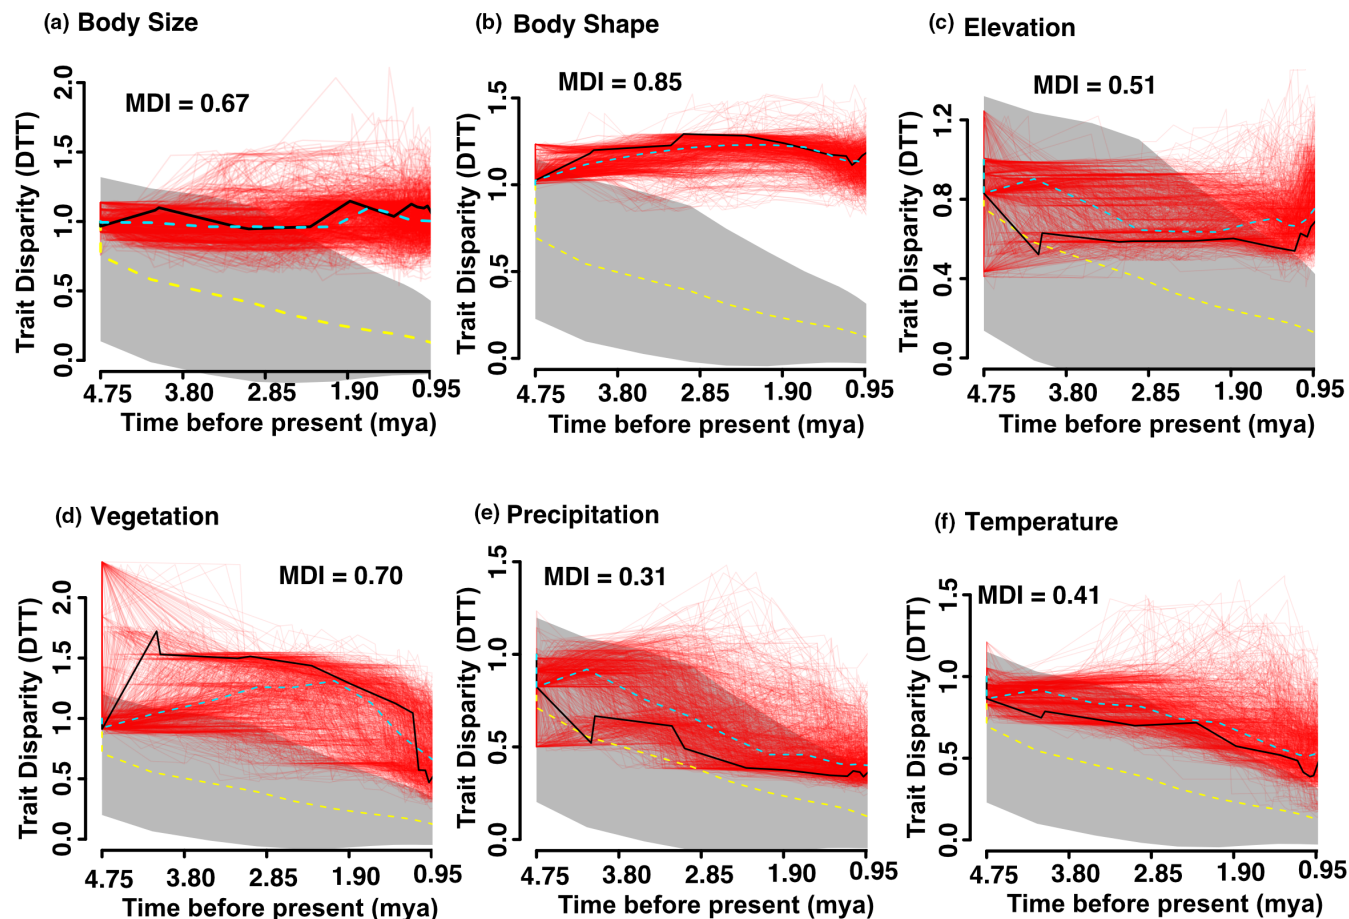 (a) Body Size
MDI = 0.67
Trait Disparity (DTT)
0.0 0.5 1.0 1.5 2.0
4.75 3.80 2.85 1.90 0.95
Time before present (mya)
(b) Body Shape
MDI = 0.85
Trait Disparity (DTT)
0.0 0.5 1.0 1.5
4.75 3.80 2.85 1.90 0.95
Time before present (mya)
(c) Elevation
MDI = 0.51
Trait Disparity (DTT)
0.0 0.4 0.8 1.2
4.75 3.80 2.85 1.90 0.95
Time before present (mya)
(d) Vegetation
MDI = 0.70
Trait Disparity (DTT)
0.0 0.5 1.0 1.5 2.0
4.75 3.80 2.85 1.90 0.95
Time before present (mya)
(e) Precipitation
MDI = 0.31
Trait Disparity (DTT)
0.0 0.5 1.0 1.5
4.75 3.80 2.85 1.90 0.95
Time before present (mya)
(f) Temperature
MDI = 0.41
Trait Disparity (DTT)
0.0 0.5 1.0 1.5
4.75 3.80 2.85 1.90 0.95
Time before present (mya)